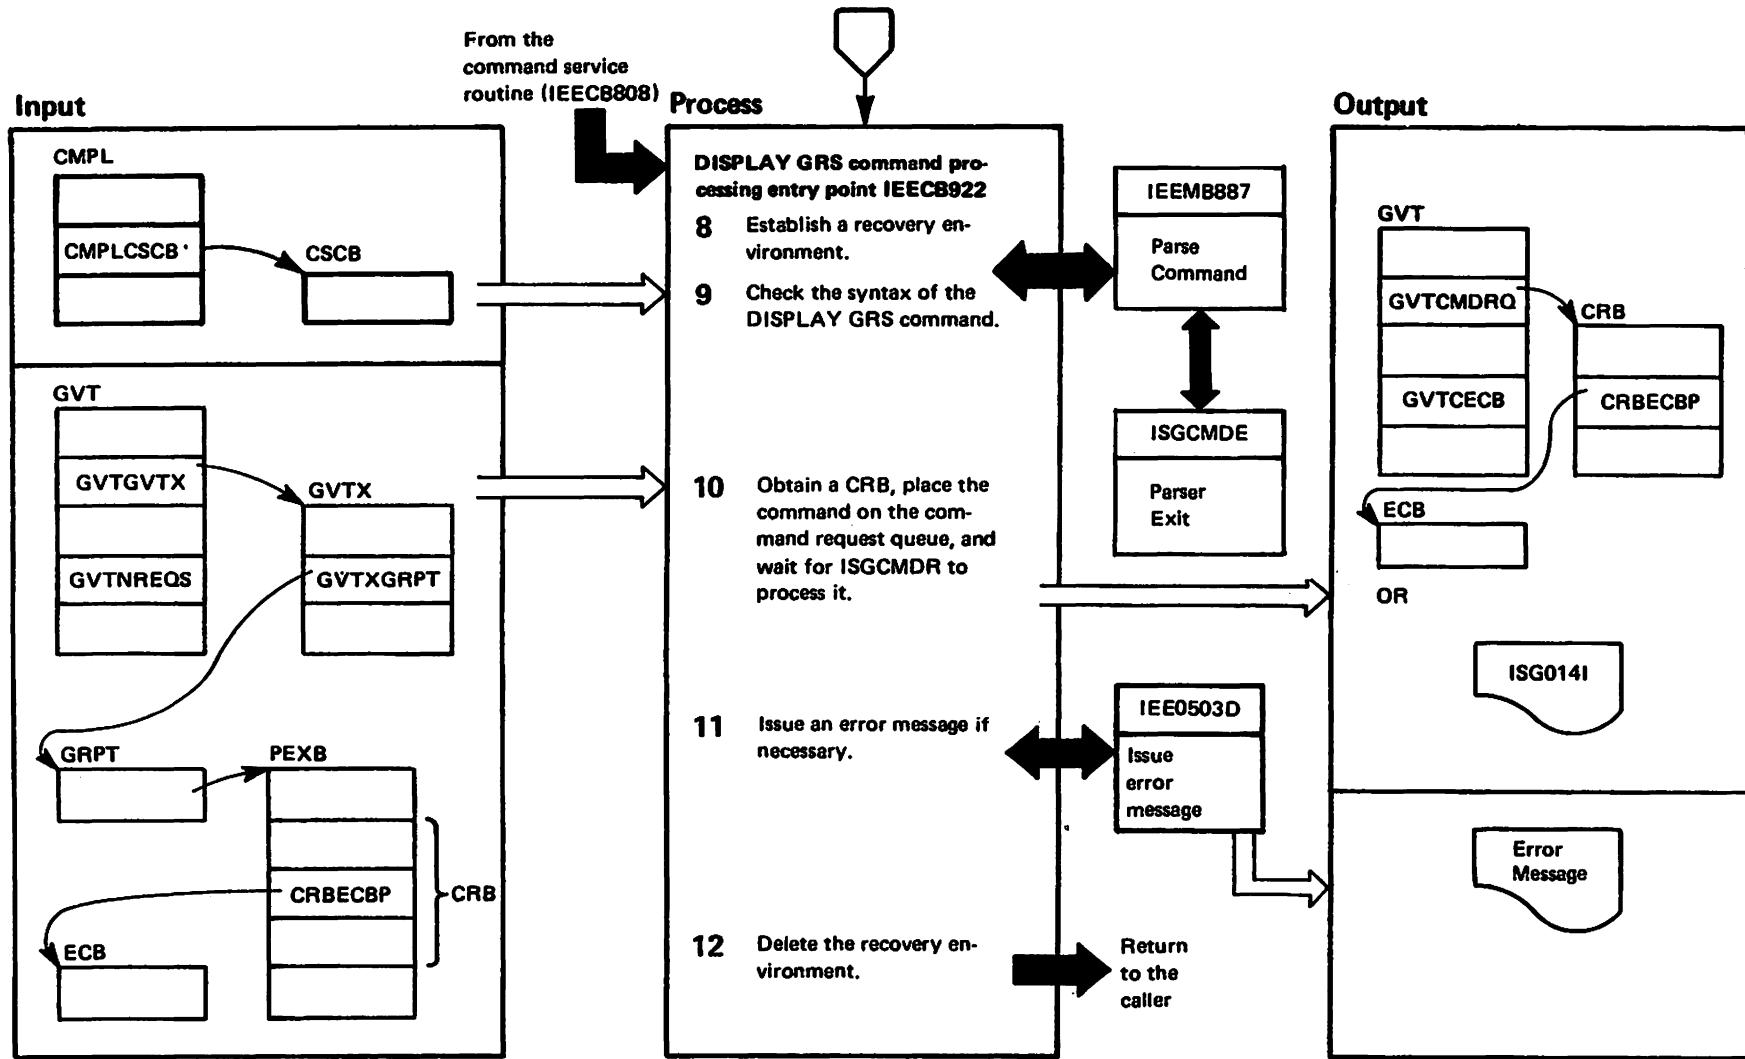 From the
command service
routine (IEECB808)
Input
Process
Output
CMPL
CMPLCSCB
CSCB
GVT
GVTGVTX
GVTX
GVTNREQS
GVTXGRPT
GRPT
PEXB
CRBECBP
CRB
ECB
DISPLAY GRS command pro-
cessing entry point IEECB922
8 Establish a recovery en-
vironment.
9 Check the syntax of the
DISPLAY GRS command.
10 Obtain a CRB, place the
command on the com-
mand request queue, and
wait for ISGCMDR to
process it.
11 Issue an error message if
necessary.
12 Delete the recovery en-
vironment.
IEEMB887
Parse
Command
ISGCMDE
Parser
Exit
IEE0503D
Issue
error
message
Return
to the
caller
GVT
GVTCMDRQ
CRB
GVTCECB
CRBECBP
ECB
OR
ISG014I
Error
Message